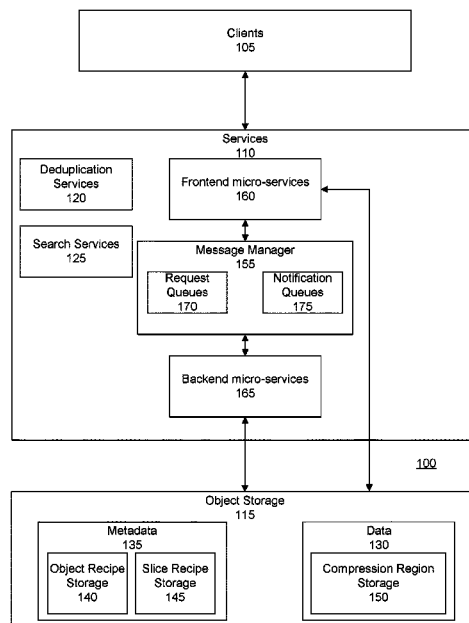 Clients
105
Services
110
Deduplication
Services
120
Frontend micro-services
160
Search Services
125
Message Manager
155
Request
Queues
170
Notification
Queues
175
Backend micro-services
165
100
Object Storage
115
Metadata
135
Object Recipe
Storage
140
Slice Recipe
Storage
145
Data
130
Compression Region
Storage
150